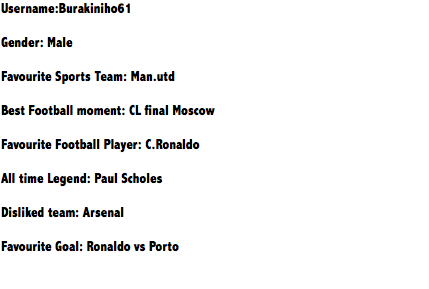 Username:Burakiniho61
Gender: Male
Favourite Sports Team: Man.utd
Best Football moment: CL final Moscow
Favourite Football Player: C.Ronaldo
All time Legend: Paul Scholes
Disliked team: Arsenal
Favourite Goal: Ronaldo vs Porto